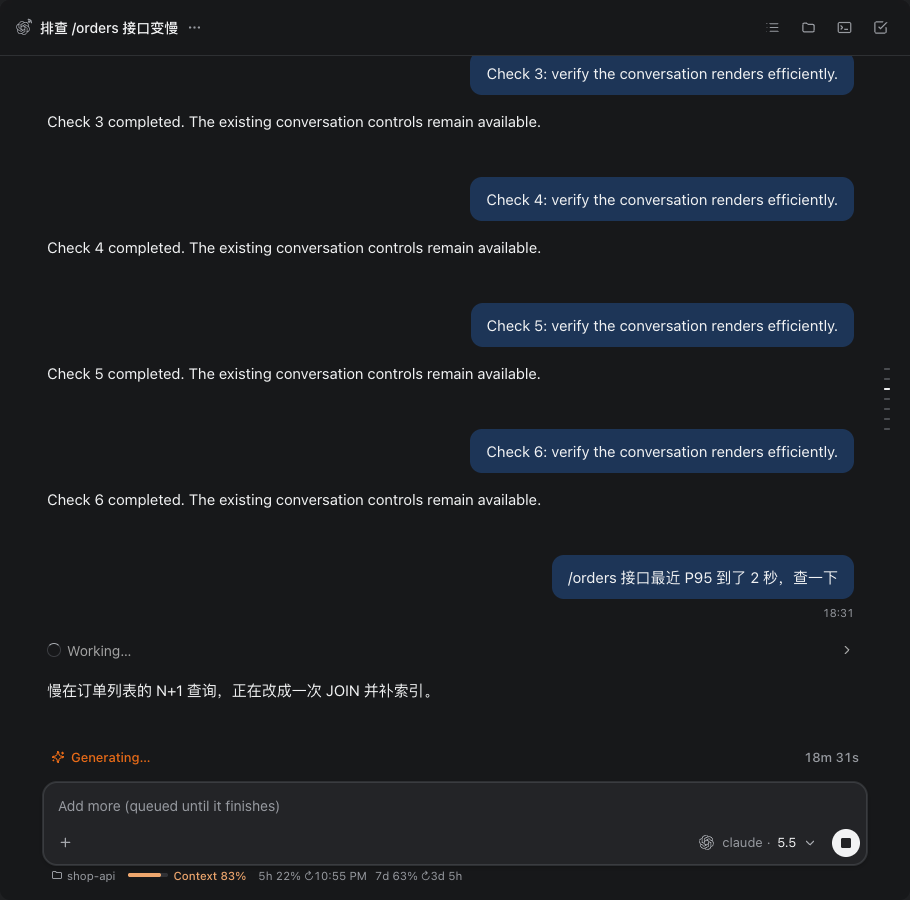 排查 /orders 接口变慢 ···
Check 3: verify the conversation renders efficiently.
Check 3 completed. The existing conversation controls remain available.
Check 4: verify the conversation renders efficiently.
Check 4 completed. The existing conversation controls remain available.
Check 5: verify the conversation renders efficiently.
Check 5 completed. The existing conversation controls remain available.
Check 6: verify the conversation renders efficiently.
Check 6 completed. The existing conversation controls remain available.
/orders 接口最近 P95 到了 2 秒，查一下
18:31
Working...
慢在订单列表的 N+1 查询，正在改成一次 JOIN 并补索引。
Generating... 18m 31s
Add more (queued until it finishes)
claude · 5.5
shop-api Context 83% 5h 22% ↻10:55 PM 7d 63% ↻3d 5h